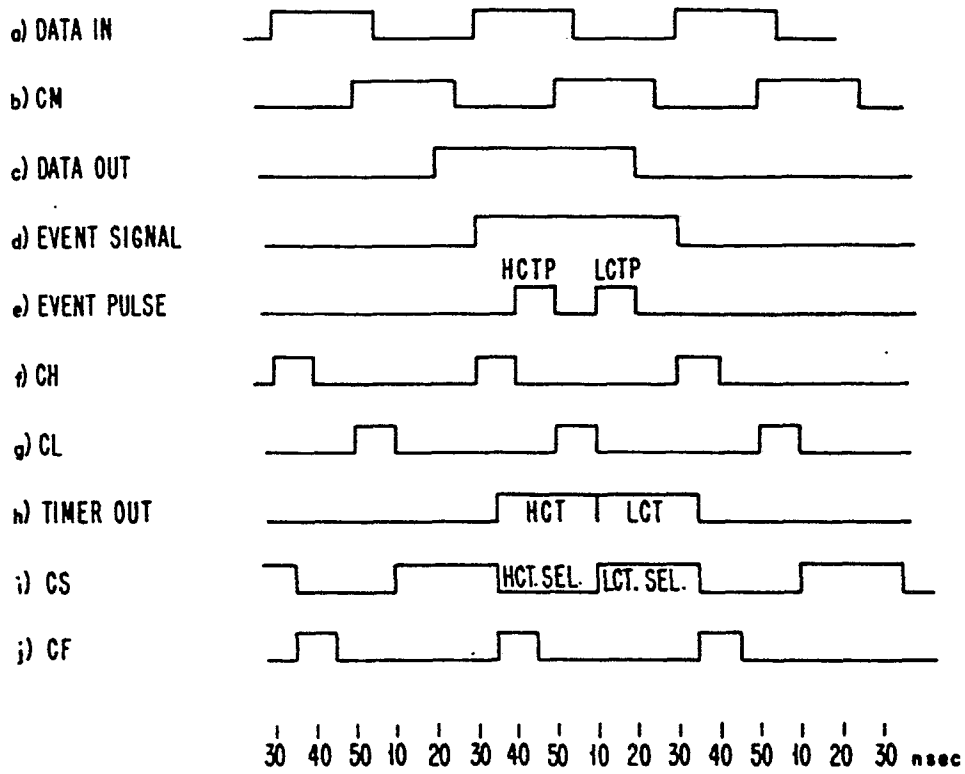 a) DATA IN
b) CM
c) DATA OUT
d) EVENT SIGNAL
HCTP LCTP
e) EVENT PULSE
f) CH
g) CL
h) TIMER OUT HCT LCT
i) CS HCT.SEL. LCT.SEL.
j) CF
30 40 50 10 20 30 40 50 10 20 30 50 10 20 30 nsec